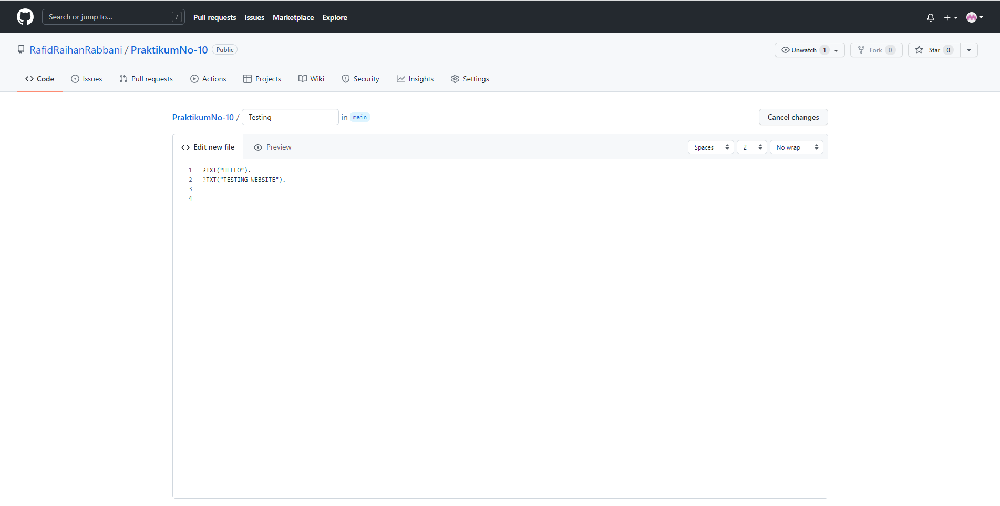 Search or jump to... / Pull requests Issues Marketplace Explore
RafidRaihanRabbani / PraktikumNo-10 Public Unwatch 1 Fork 0 Star 0
Code Issues Pull requests Actions Projects Wiki Security Insights Settings
PraktikumNo-10 / Testing in main Cancel changes
Edit new file Preview Spaces 2 No wrap
1 ?TXT("HELLO").
2 ?TXT("TESTING WEBSITE").
3
4